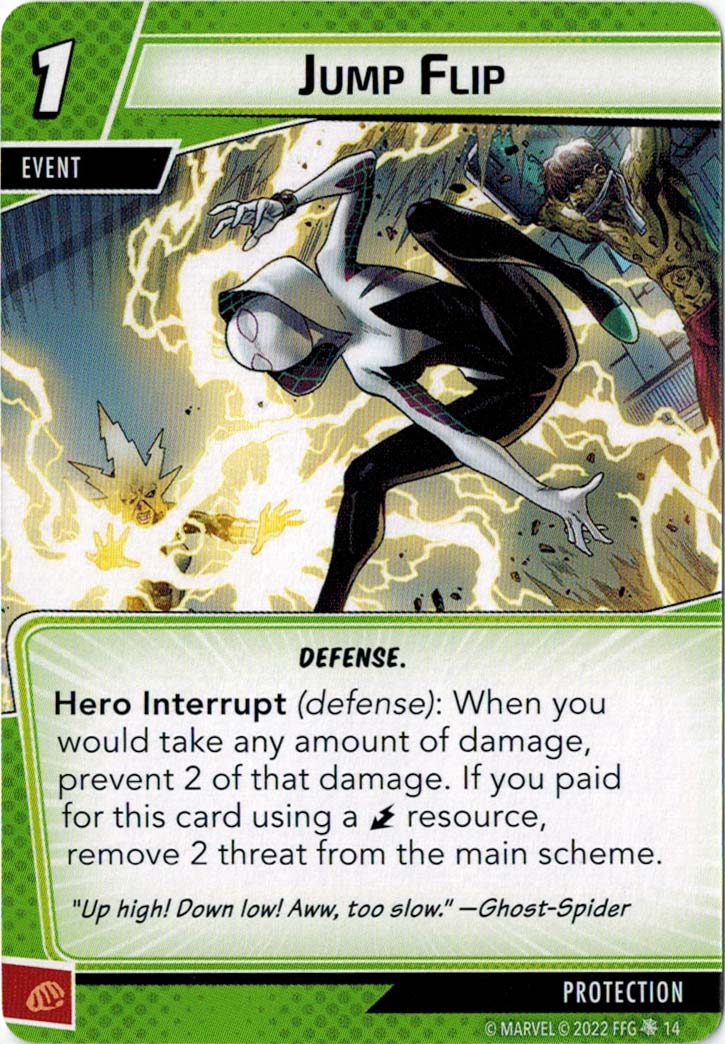 1
JUMP FLIP
EVENT
DEFENSE.
Hero Interrupt (defense): When you
would take any amount of damage,
prevent 2 of that damage. If you paid
for this card using a resource,
remove 2 threat from the main scheme.
"Up high! Down low! Aww, too slow." —Ghost-Spider
PROTECTION
© MARVEL © 2022 FFG 14